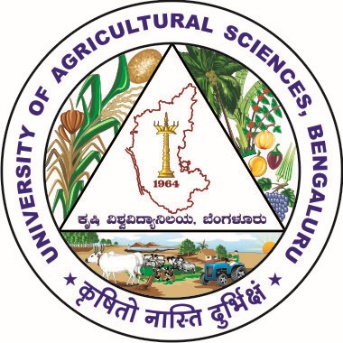 UNIVERSITY OF AGRICULTURAL SCIENCES, BENGALURU
1964
ಕೃಷಿ ವಿಶ್ವವಿದ್ಯಾನಿಲಯ, ಬೆಂಗಳೂರು
कृषितो नास्ति दुर्भिक्षं